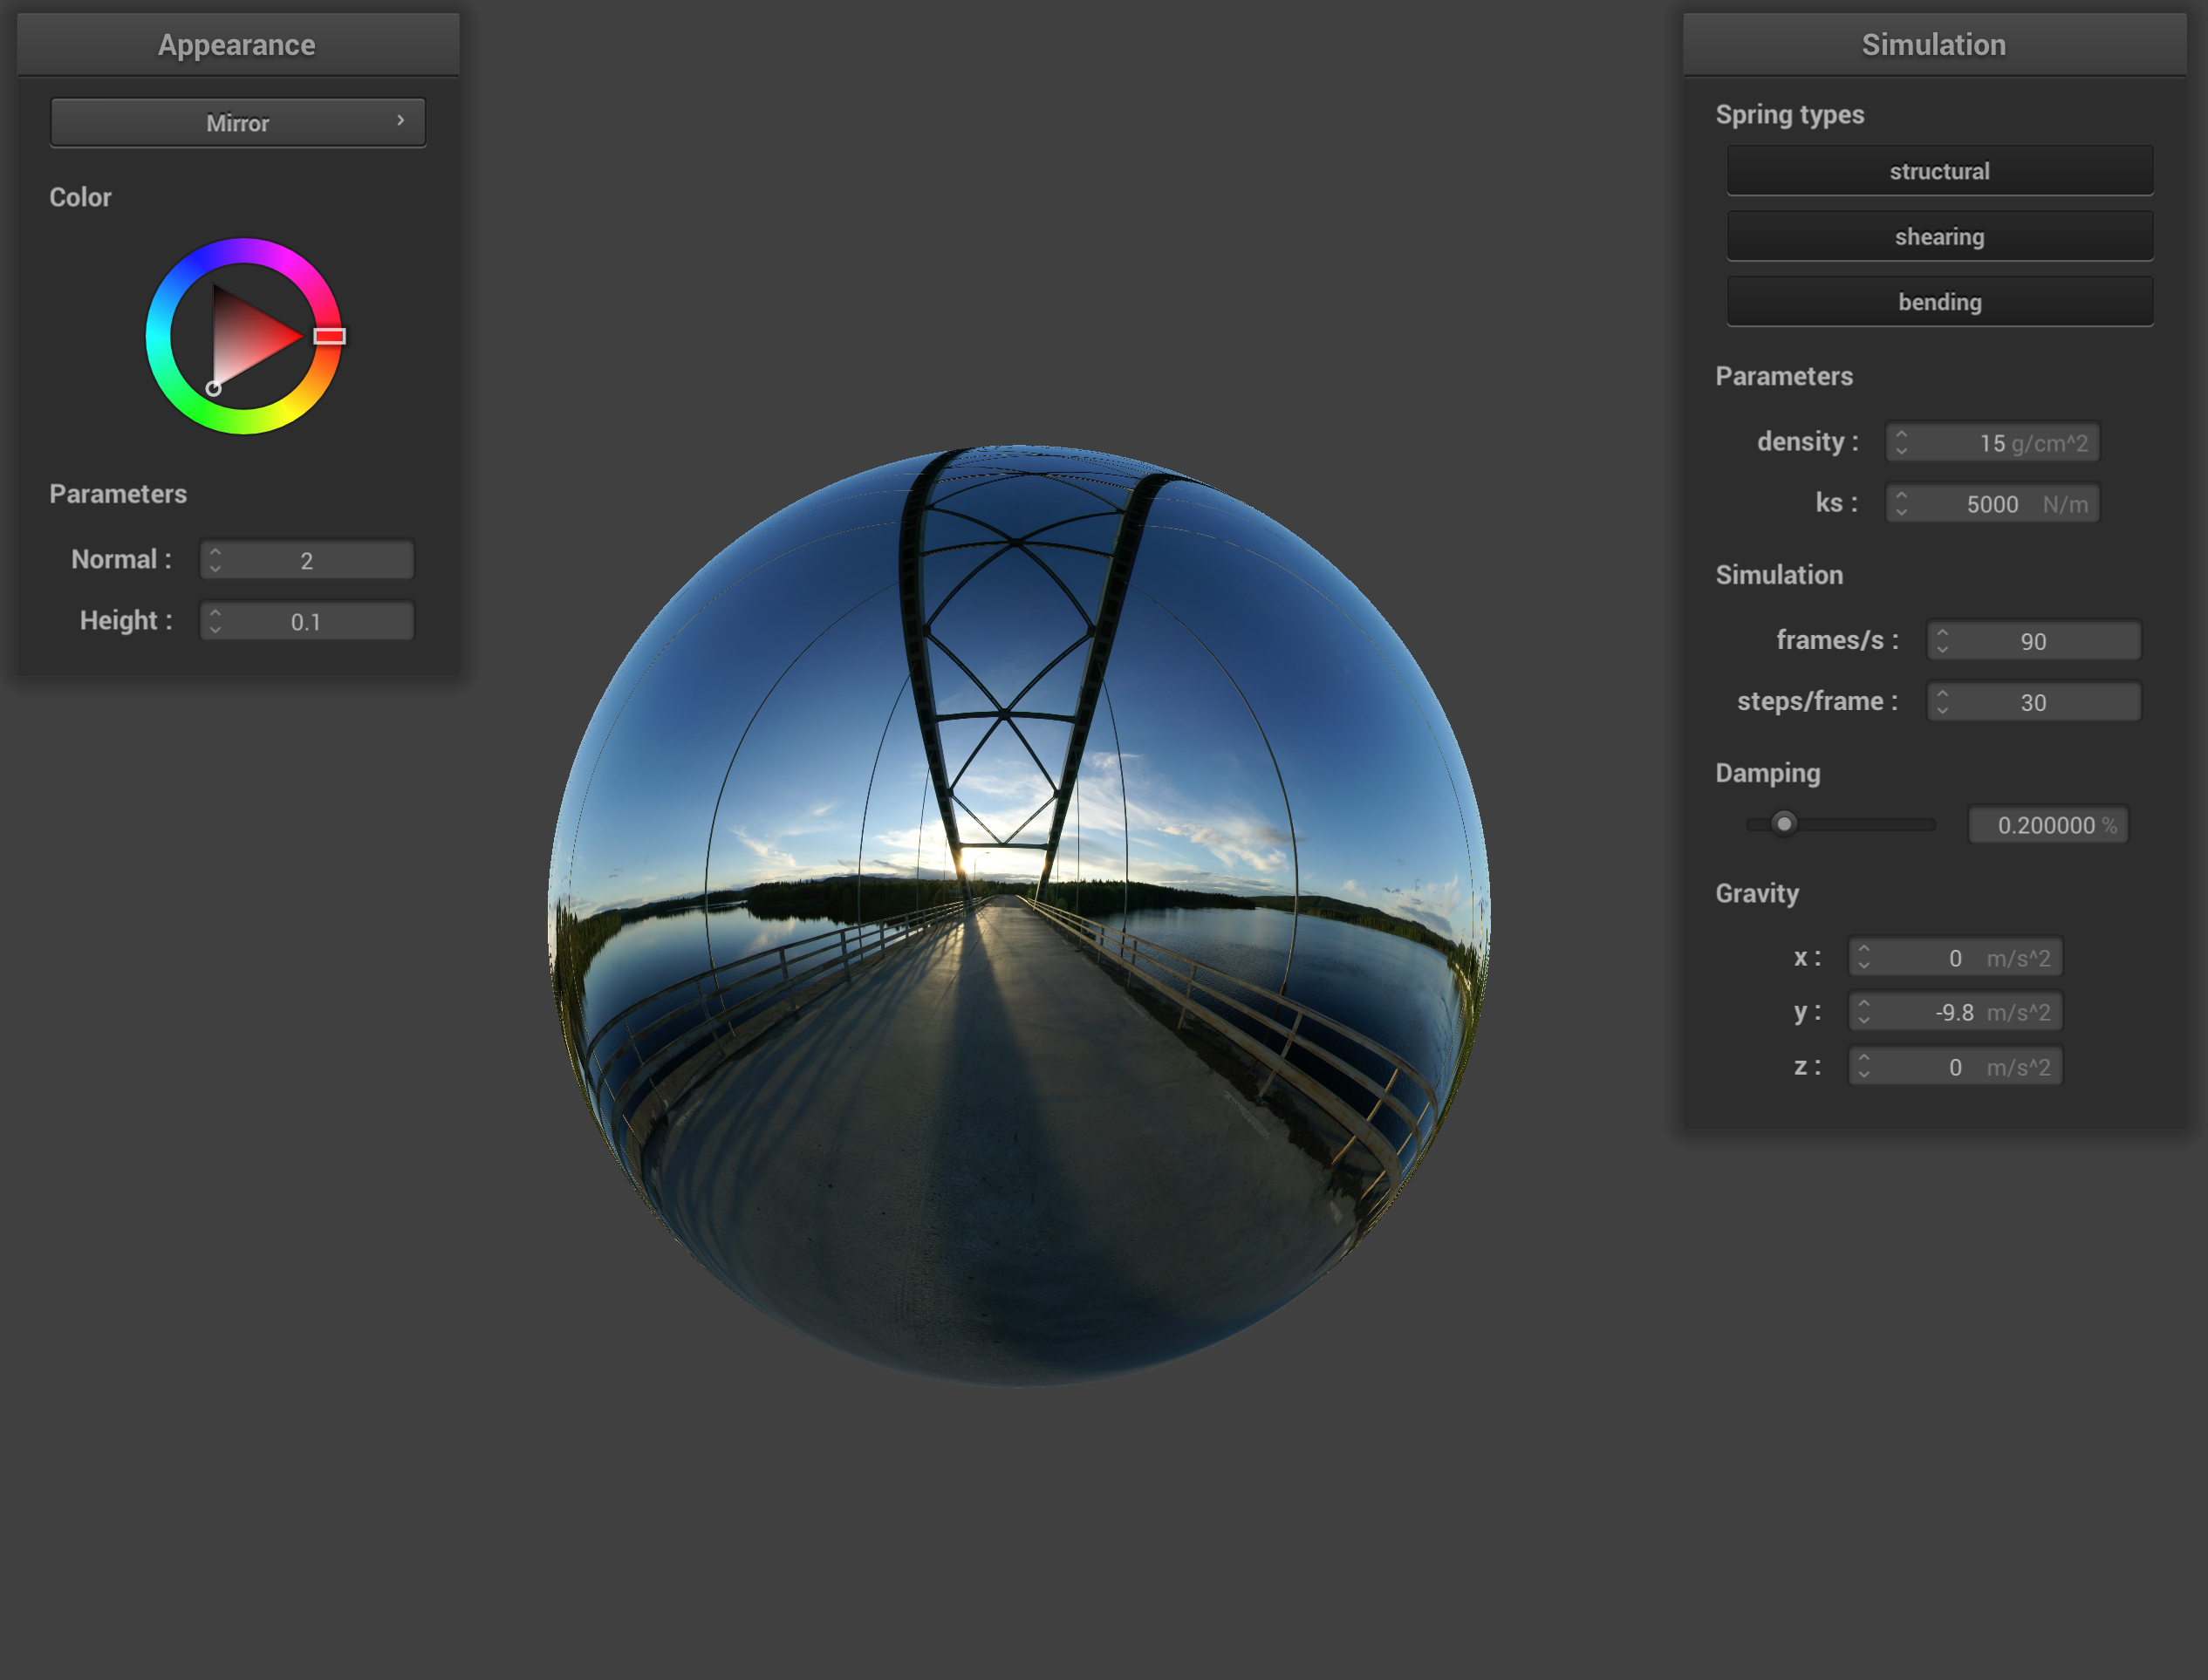 Appearance
Mirror
Color
Parameters
Normal : 2
Height : 0.1
Simulation
Spring types
structural
shearing
bending
Parameters
density : 15 g/cm^2
ks : 5000 N/m
Simulation
frames/s : 90
steps/frame : 30
Damping
0.200000 %
Gravity
x : 0 m/s^2
y : -9.8 m/s^2
z : 0 m/s^2